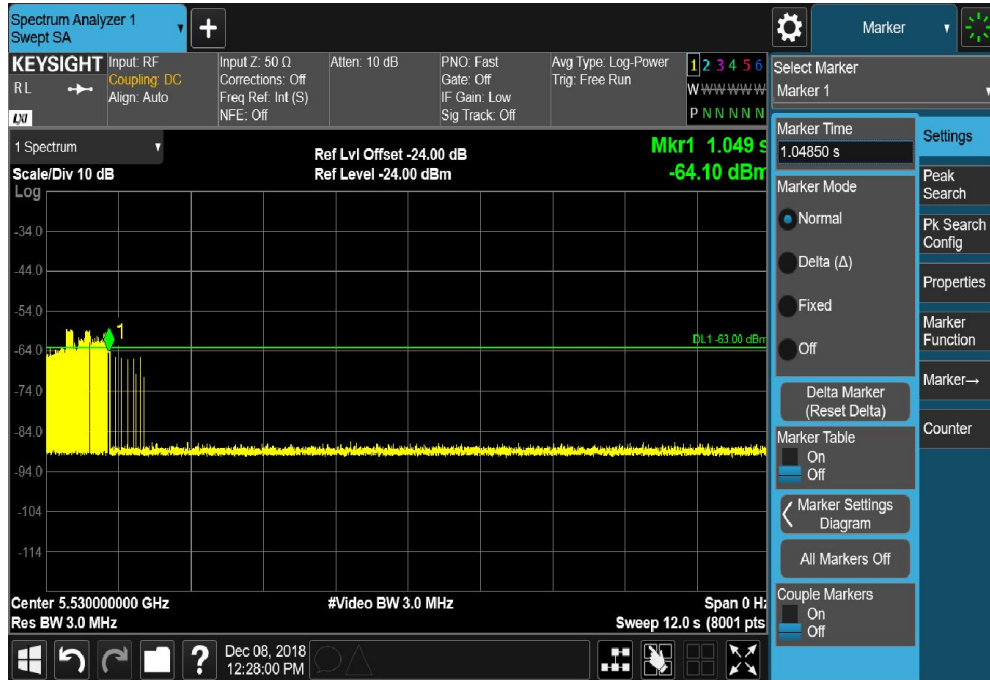 Spectrum Analyzer 1
Swept SA
+
Marker
KEYSIGHT
RL
LXI
Input: RF
Coupling: DC
Align: Auto
Input Z: 50 Ω
Corrections: Off
Freq Ref: Int (S)
NFE: Off
Atten: 10 dB
PNO: Fast
Gate: Off
IF Gain: Low
Sig Track: Off
Avg Type: Log-Power
Trig: Free Run
1 2 3 4 5 6
W W W W W W
P N N N N N
Select Marker
Marker 1
1 Spectrum
Scale/Div 10 dB
Log
Ref Lvl Offset -24.00 dB
Ref Level -24.00 dBm
Mkr1 1.049 s
-64.10 dBm
-34.0
-44.0
-54.0
-64.0
-74.0
-84.0
-94.0
-104
-114
1
DL1 -63.00 dBm
Center 5.530000000 GHz
Res BW 3.0 MHz
#Video BW 3.0 MHz
Span 0 Hz
Sweep 12.0 s (8001 pts
Marker Time
1.04850 s
Marker Mode
Normal
Delta (Δ)
Fixed
Off
Delta Marker
(Reset Delta)
Marker Table
On
Off
Marker Settings
Diagram
All Markers Off
Couple Markers
On
Off
Settings
Peak
Search
Pk Search
Config
Properties
Marker
Function
Marker→
Counter
?
Dec 08, 2018
12:28:00 PM